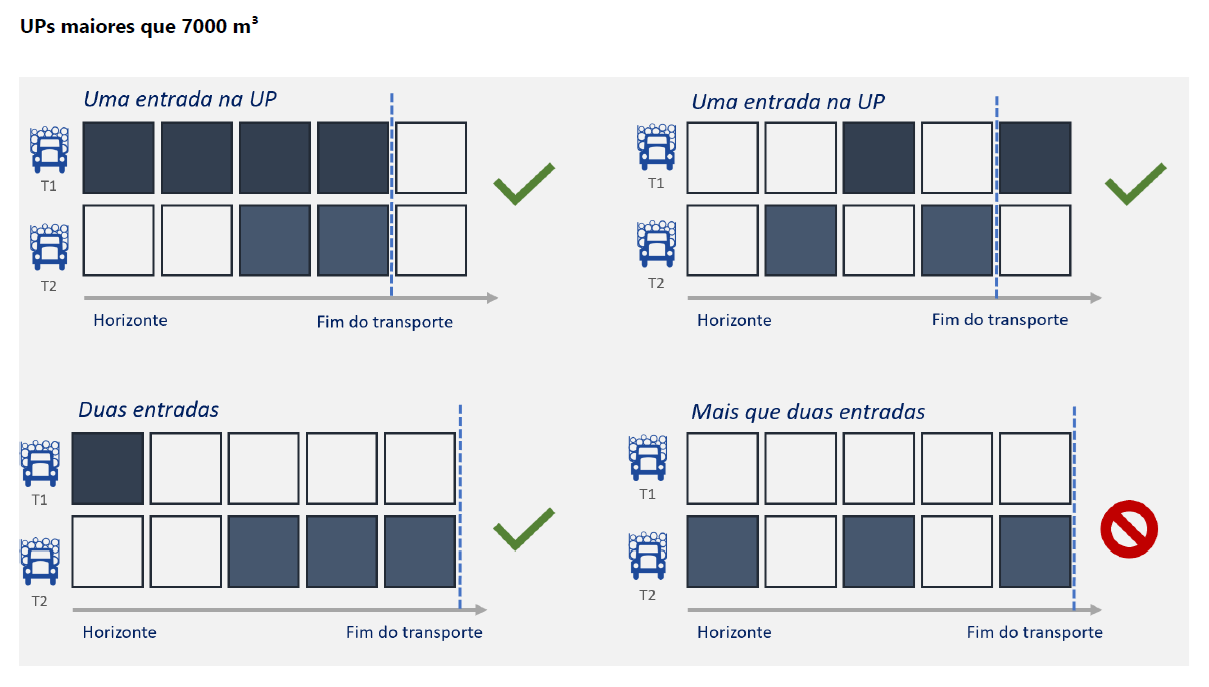 UPs maiores que 7000 m³
Uma entrada na UP
T1
T2
Horizonte
Fim do transporte
Uma entrada na UP
T1
T2
Horizonte
Fim do transporte
Duas entradas
T1
T2
Horizonte
Fim do transporte
Mais que duas entradas
T1
T2
Horizonte
Fim do transporte